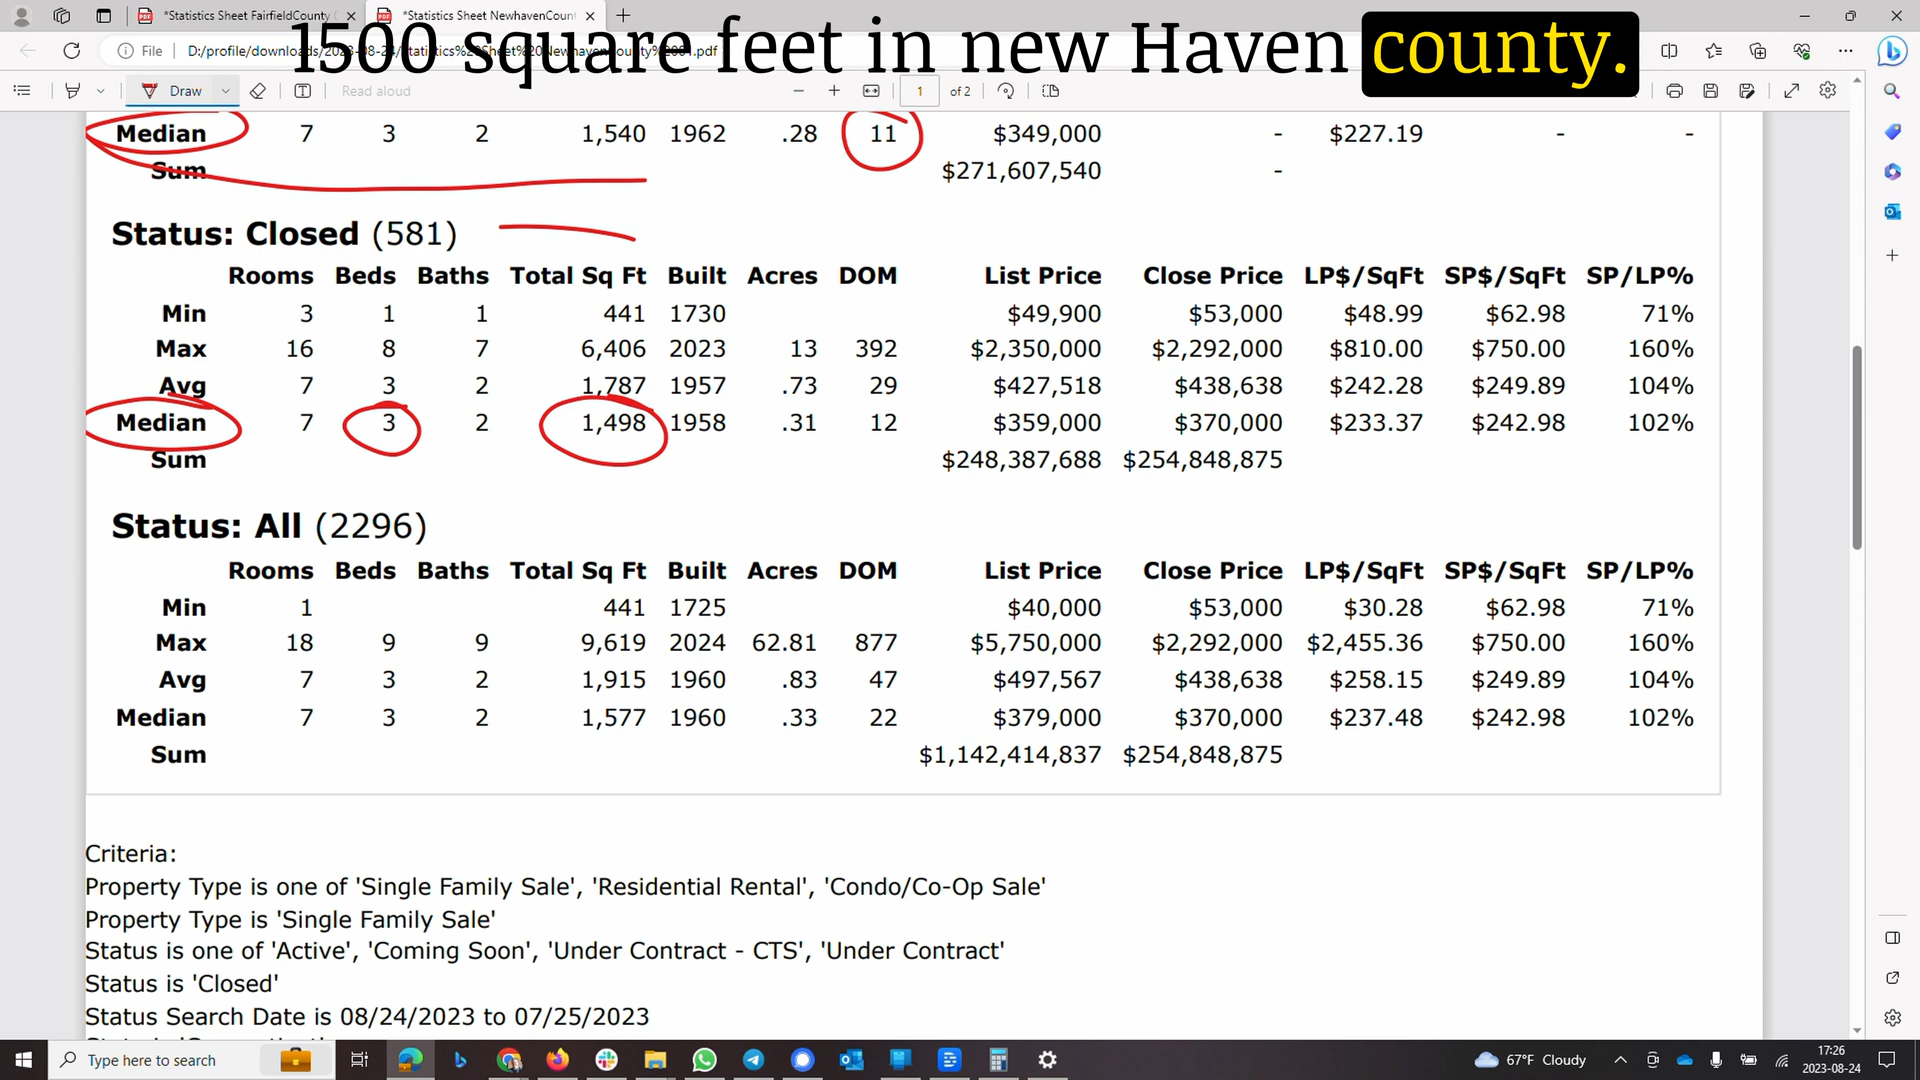 *Statistics Sheet FairfieldCounty
*Statistics Sheet NewhavenCoun
1500 square feet in new Haven county.
File
Draw
Read aloud
1 of 2
Median 7 3 2 1,540 1962 .28 11 $349,000 - $227.19 - -
Sum $271,607,540 -
Status: Closed (581)
Rooms Beds Baths Total Sq Ft Built Acres DOM List Price Close Price LP$/SqFt SP$/SqFt SP/LP%
Min 3 1 1 441 1730 $49,900 $53,000 $48.99 $62.98 71%
Max 16 8 7 6,406 2023 13 392 $2,350,000 $2,292,000 $810.00 $750.00 160%
Avg 7 3 2 1,787 1957 .73 29 $427,518 $438,638 $242.28 $249.89 104%
Median 7 3 2 1,498 1958 .31 12 $359,000 $370,000 $233.37 $242.98 102%
Sum $248,387,688 $254,848,875
Status: All (2296)
Rooms Beds Baths Total Sq Ft Built Acres DOM List Price Close Price LP$/SqFt SP$/SqFt SP/LP%
Min 1 441 1725 $40,000 $53,000 $30.28 $62.98 71%
Max 18 9 9 9,619 2024 62.81 877 $5,750,000 $2,292,000 $2,455.36 $750.00 160%
Avg 7 3 2 1,915 1960 .83 47 $497,567 $438,638 $258.15 $249.89 104%
Median 7 3 2 1,577 1960 .33 22 $379,000 $370,000 $237.48 $242.98 102%
Sum $1,142,414,837 $254,848,875
Criteria:
Property Type is one of 'Single Family Sale', 'Residential Rental', 'Condo/Co-Op Sale'
Property Type is 'Single Family Sale'
Status is one of 'Active', 'Coming Soon', 'Under Contract - CTS', 'Under Contract'
Status is 'Closed'
Status Search Date is 08/24/2023 to 07/25/2023
Type here to search
67°F Cloudy
17:26
2023-08-24